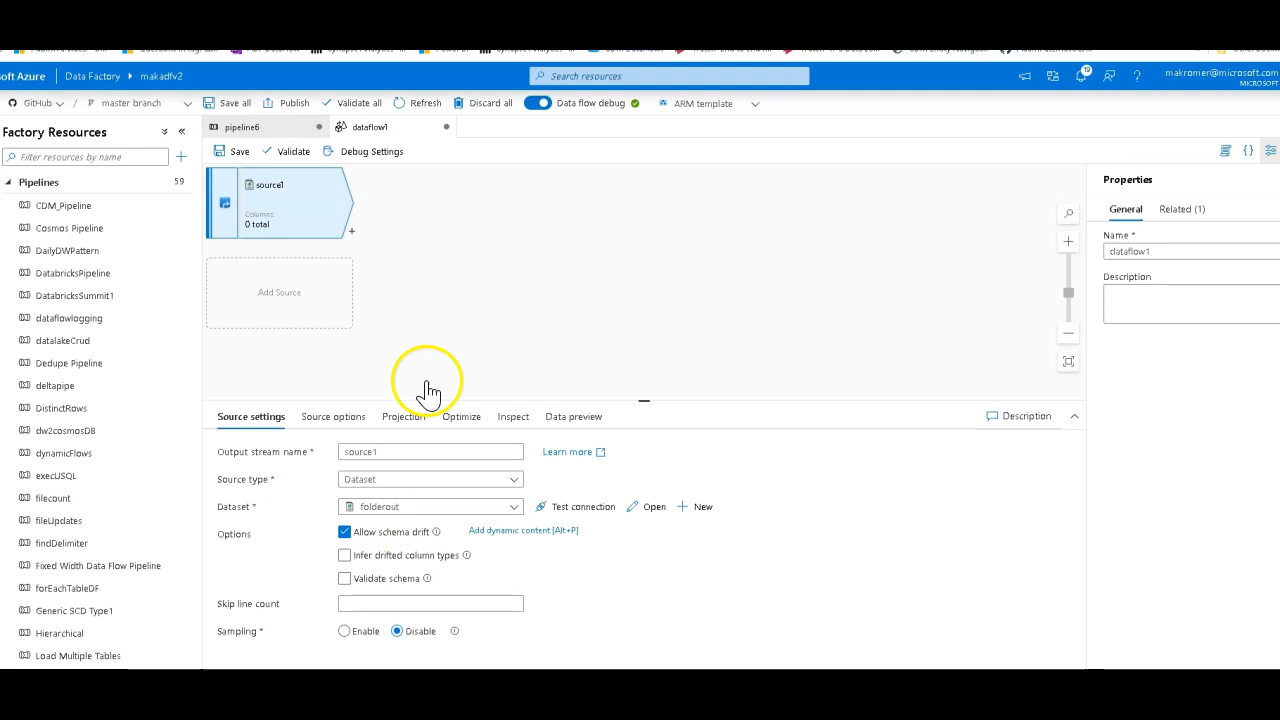 soft Azure
Data Factory
makadfv2
Search resources
19
makromer@microsoft.com
MICROSOFT
GitHub
master branch
Save all
Publish
Validate all
Refresh
Discard all
Data flow debug
ARM template
Factory Resources
pipeline6
dataflow1
Filter resources by name
Save
Validate
Debug Settings
Pipelines
59
CDM_Pipeline
Cosmos Pipeline
DailyDWPattern
DatabricksPipeline
DatabricksSummit1
dataflowlogging
datalakeCrud
Dedupe Pipeline
deltapipe
DistinctRows
dw2cosmosDB
dynamicFlows
execUSQL
filecount
fileUpdates
findDelimiter
Fixed Width Data Flow Pipeline
forEachTableDF
Generic SCD Type1
Hierarchical
Load Multiple Tables
source1
Columns:
0 total
Add Source
Properties
General
Related (1)
Name *
dataflow1
Description
Source settings
Source options
Projection
Optimize
Inspect
Data preview
Description
Output stream name *
source1
Learn more
Source type *
Dataset
Dataset *
folderout
Test connection
Open
New
Options
Allow schema drift
Add dynamic content [Alt+P]
Infer drifted column types
Validate schema
Skip line count
Sampling *
Enable
Disable